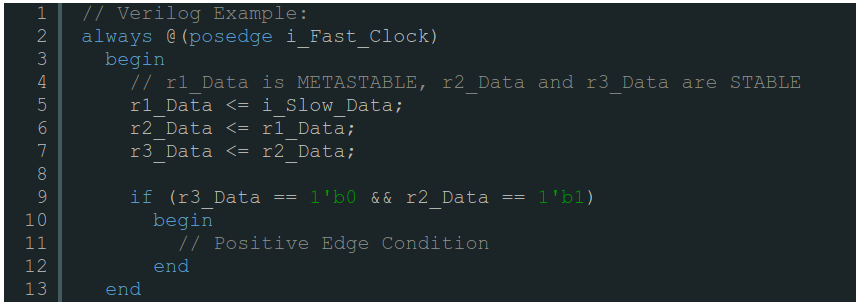 1 // Verilog Example:
2 always @(posedge i_Fast_Clock)
3 begin
4 // r1_Data is METASTABLE, r2_Data and r3_Data are STABLE
5 r1_Data <= i_Slow_Data;
6 r2_Data <= r1_Data;
7 r3_Data <= r2_Data;
8
9 if (r3_Data == 1'b0 && r2_Data == 1'b1)
10 begin
11 // Positive Edge Condition
12 end
13 end